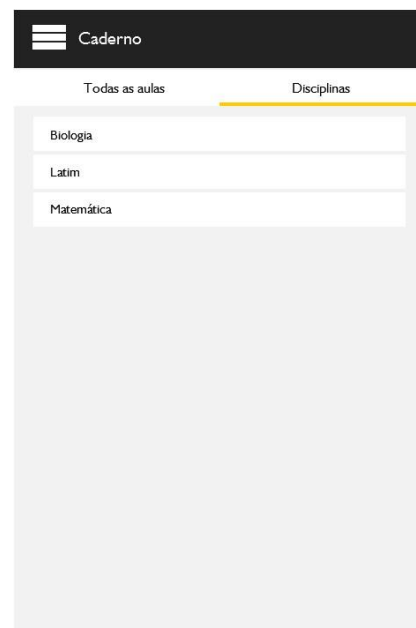 Caderno
Todas as aulas Disciplinas
Biologia
Latim
Matemática